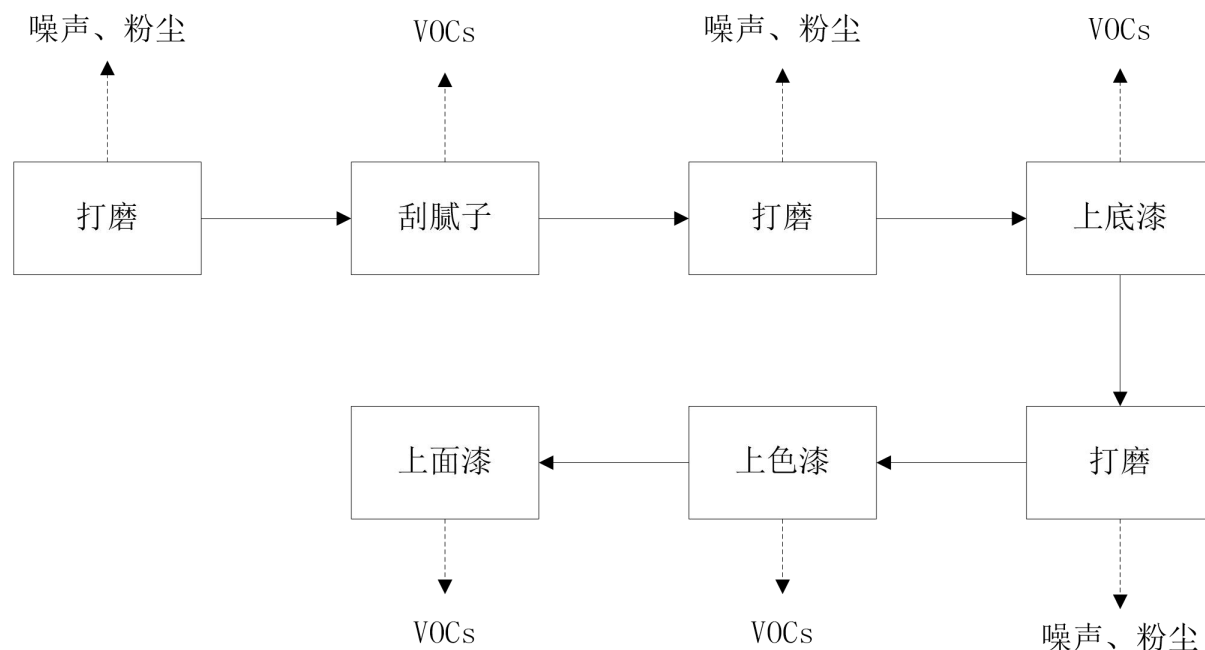 噪声、粉尘
VOCs
噪声、粉尘
VOCs
打磨
刮腻子
打磨
上底漆
上面漆
上色漆
打磨
VOCs
VOCs
噪声、粉尘